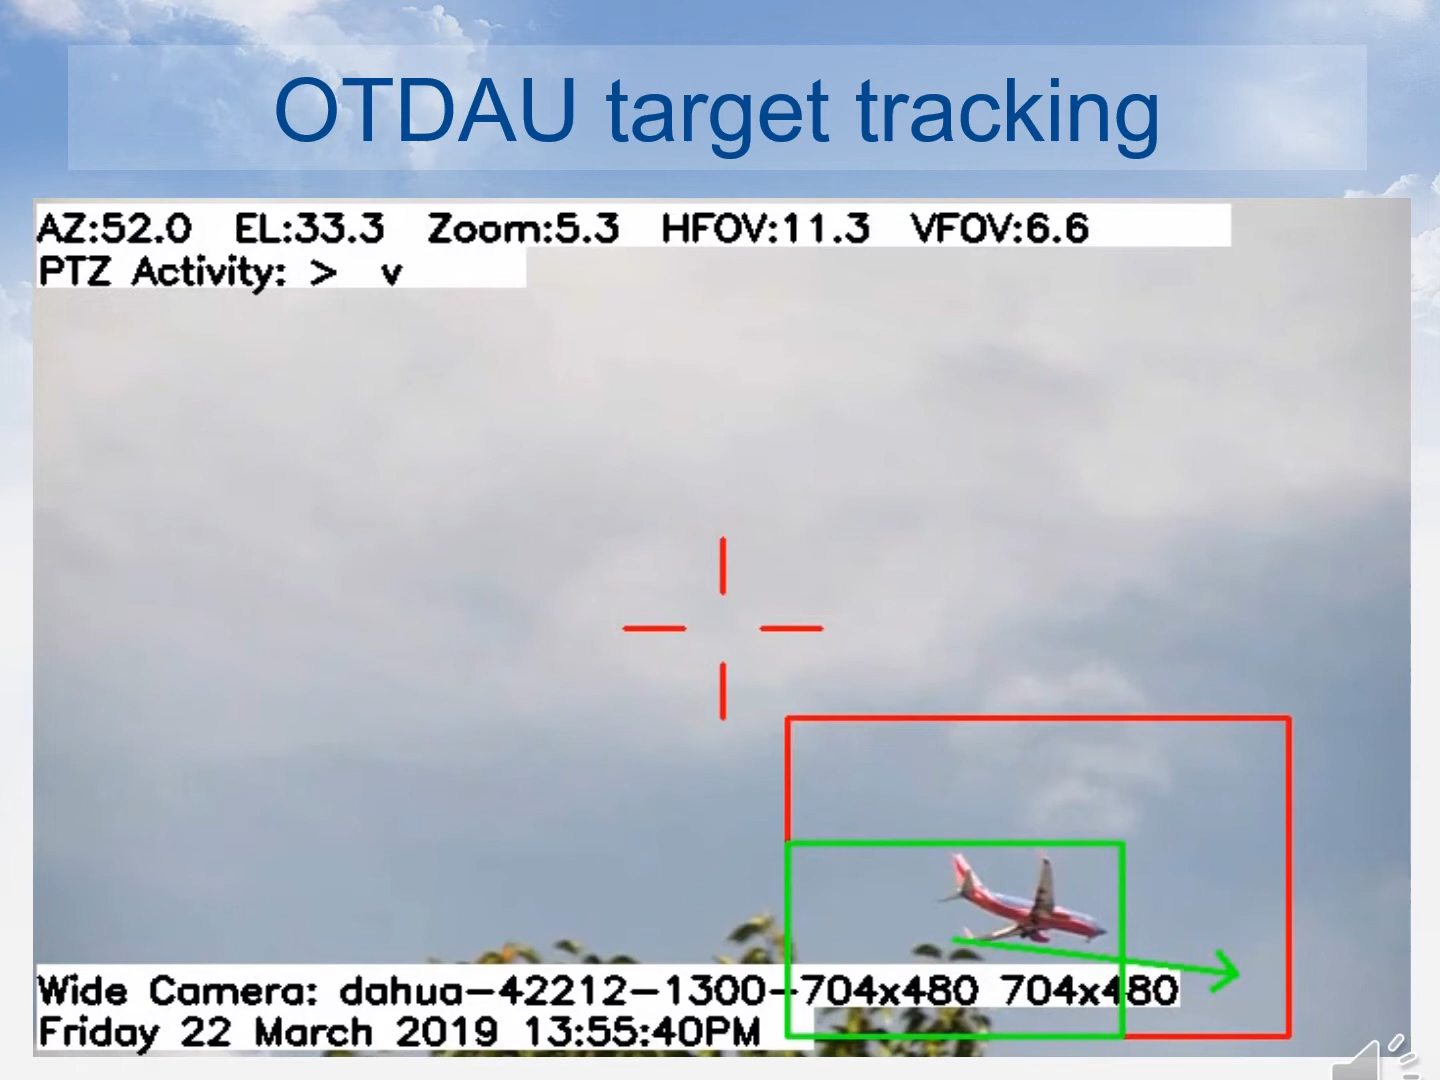 OTDAU target tracking
AZ:52.0 EL:33.3 Zoom:5.3 HFOV:11.3 VFOV:6.6
PTZ Activity: > v
Wide Camera: dahua-42212-1300-704x480 704x480
Friday 22 March 2019 13:55:40PM